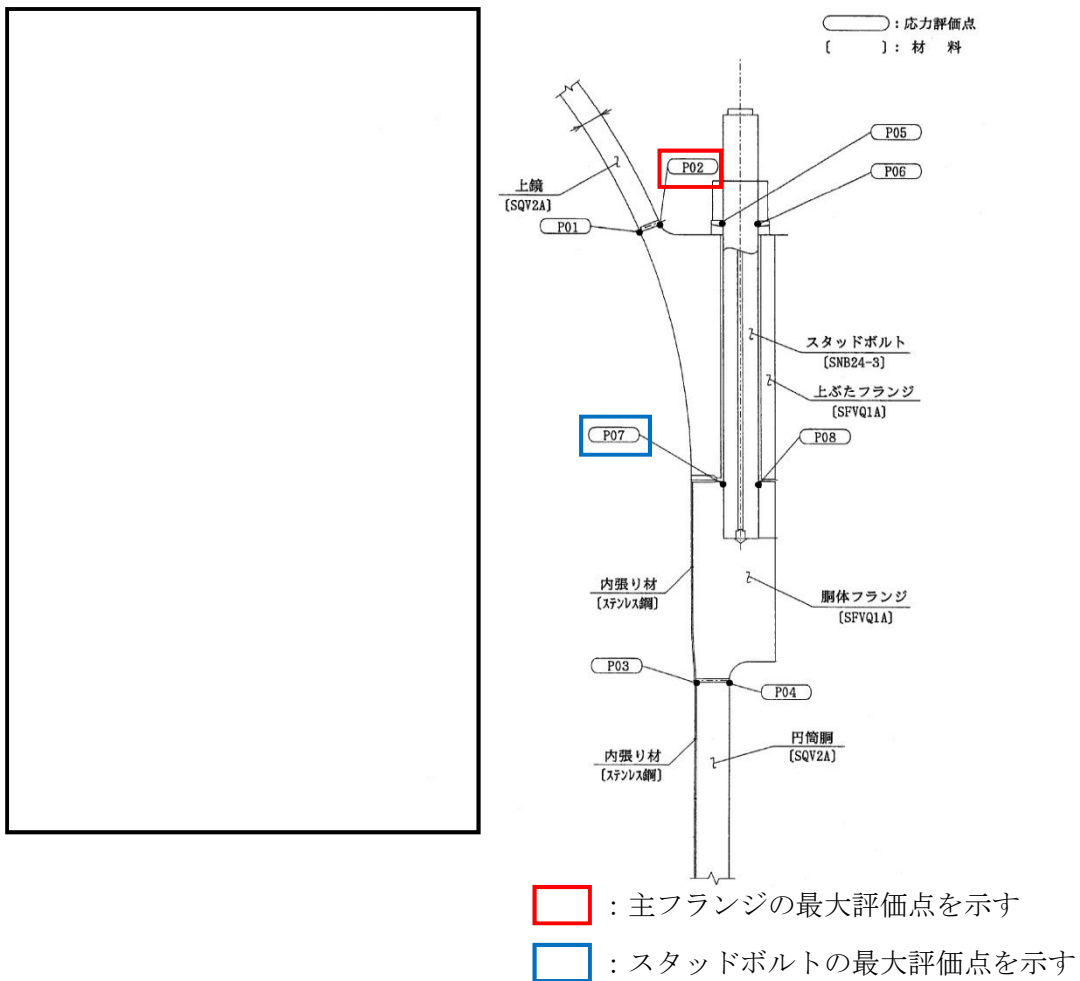 ：応力評価点
〔　　　〕：材　料
P05
P02
P06
上鏡
〔SQV2A〕
P01
スタッドボルト
〔SNB24-3〕
上ぶたフランジ
〔SFVQ1A〕
P07
P08
内張り材
〔ステンレス鋼〕
胴体フランジ
〔SFVQ1A〕
P03
P04
円筒胴
〔SQV2A〕
内張り材
〔ステンレス鋼〕
：主フランジの最大評価点を示す
：スタッドボルトの最大評価点を示す